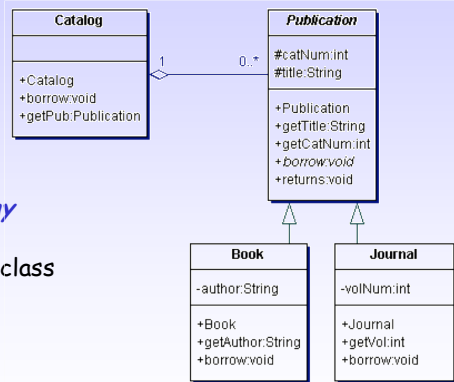 Catalog
+Catalog
+borrow:void
+getPub:Publication
1
0..*
Publication
#catNum:int
#title:String
+Publication
+getTitle:String
+getCatNum:int
+borrow:void
+returns:void
class
Book
-author:String
+Book
+getAuthor:String
+borrow:void
Journal
-volNum:int
+Journal
+getVol:int
+borrow:void